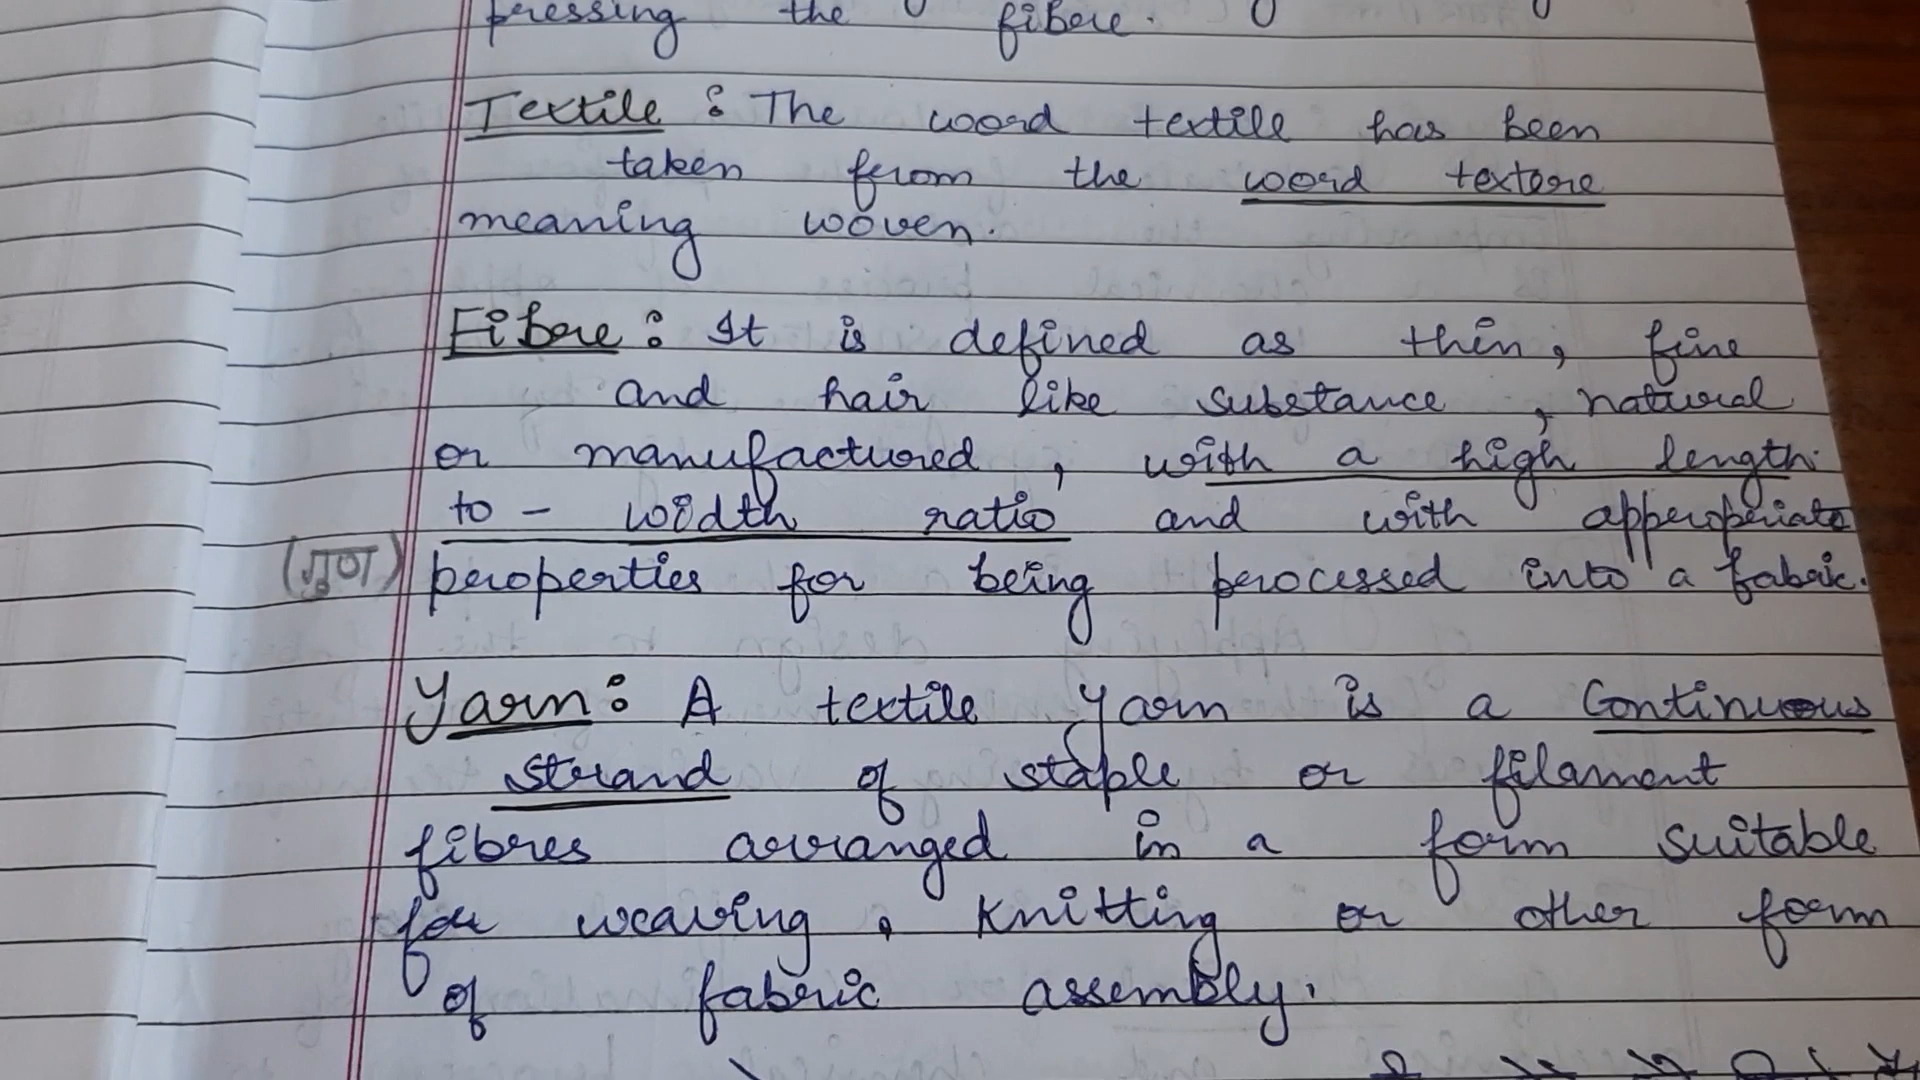 pressing the fibre.
Textile : The word textile has been
taken from the word textere
meaning woven.
Fibre : It is defined as thin, fine
and hair like substance, natural
or manufactured, with a high length
to - width ratio and with appropriate
(गुण) properties for being processed into a fabric.
Yarn : A textile yarn is a Continuous
strand of staple or filament
fibres arranged in a form suitable
for weaving, knitting or other form
of fabric assembly.